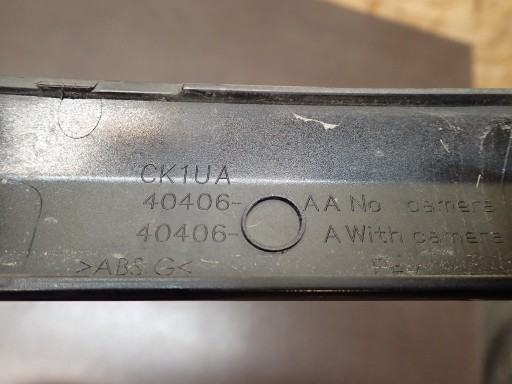 CK1UA
40406- AA No camera
40406- A With camera
>ABS G<